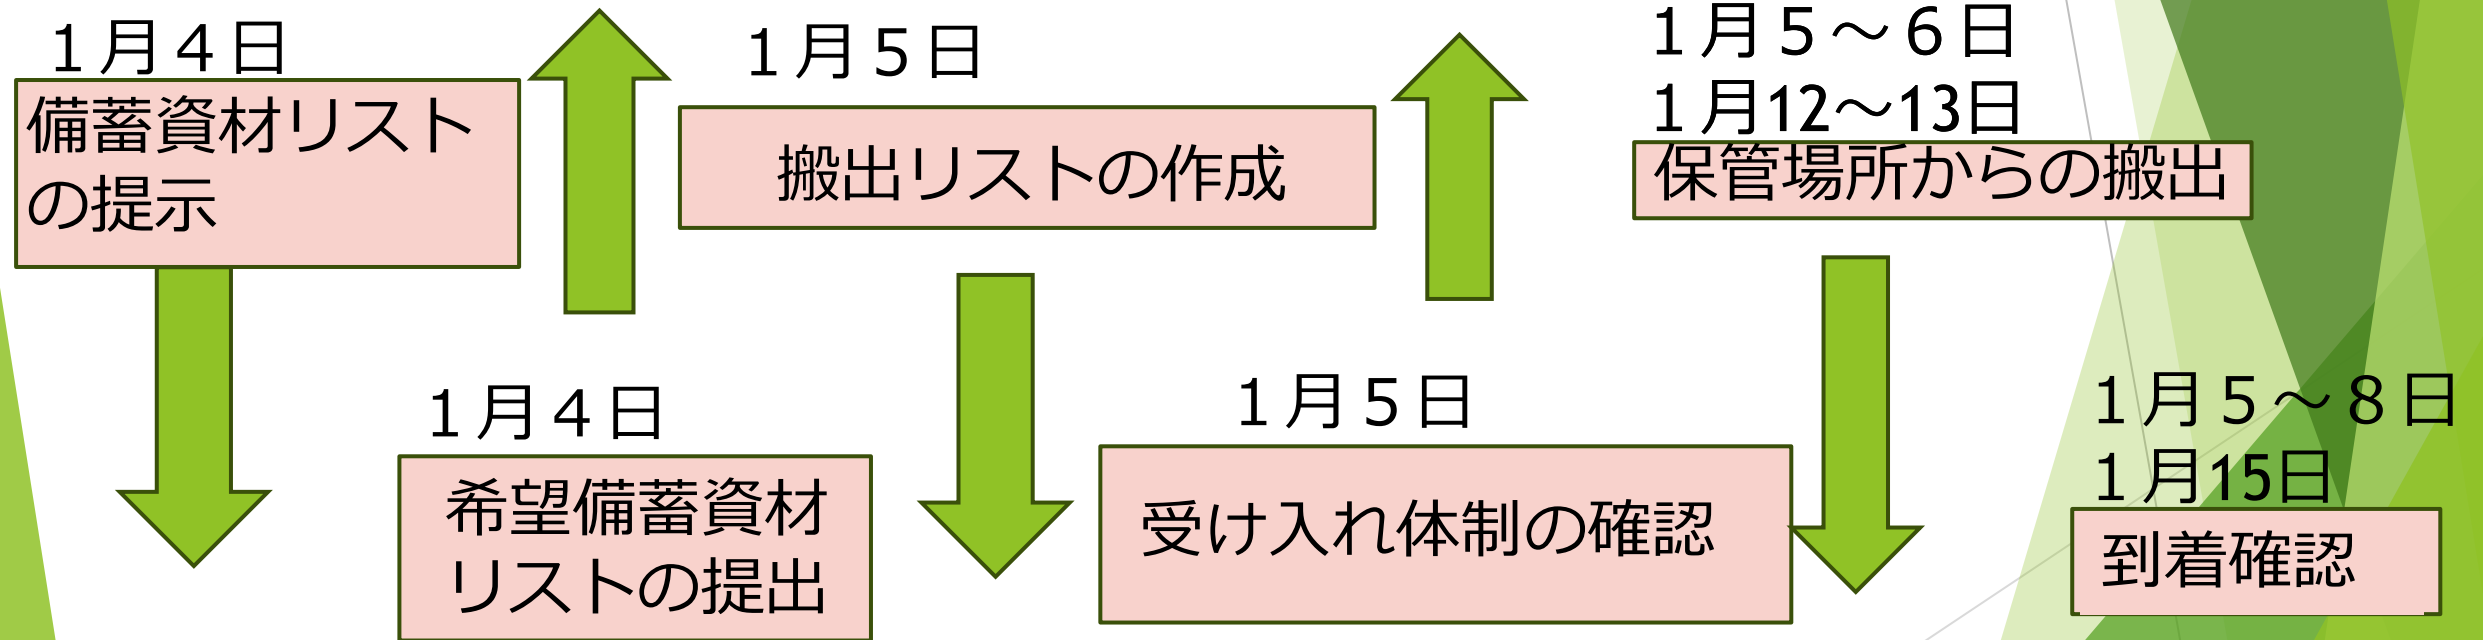 １月４日
備蓄資材リスト
の提示
１月４日
希望備蓄資材
リストの提出
１月５日
搬出リストの作成
１月５日
受け入れ体制の確認
１月５～６日
１月12～13日
保管場所からの搬出
１月５～８日
１月15日
到着確認